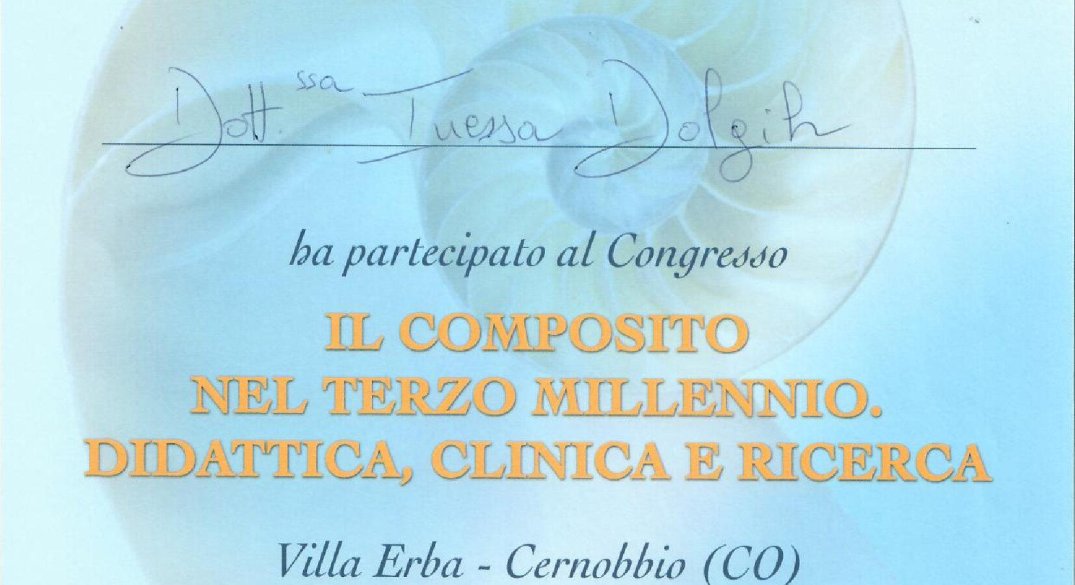 Dott.ssa Inessa Dolgih
ha partecipato al Congresso
IL COMPOSITO
NEL TERZO MILLENNIO.
DIDATTICA, CLINICA E RICERCA
Villa Erba - Cernobbio (CO)